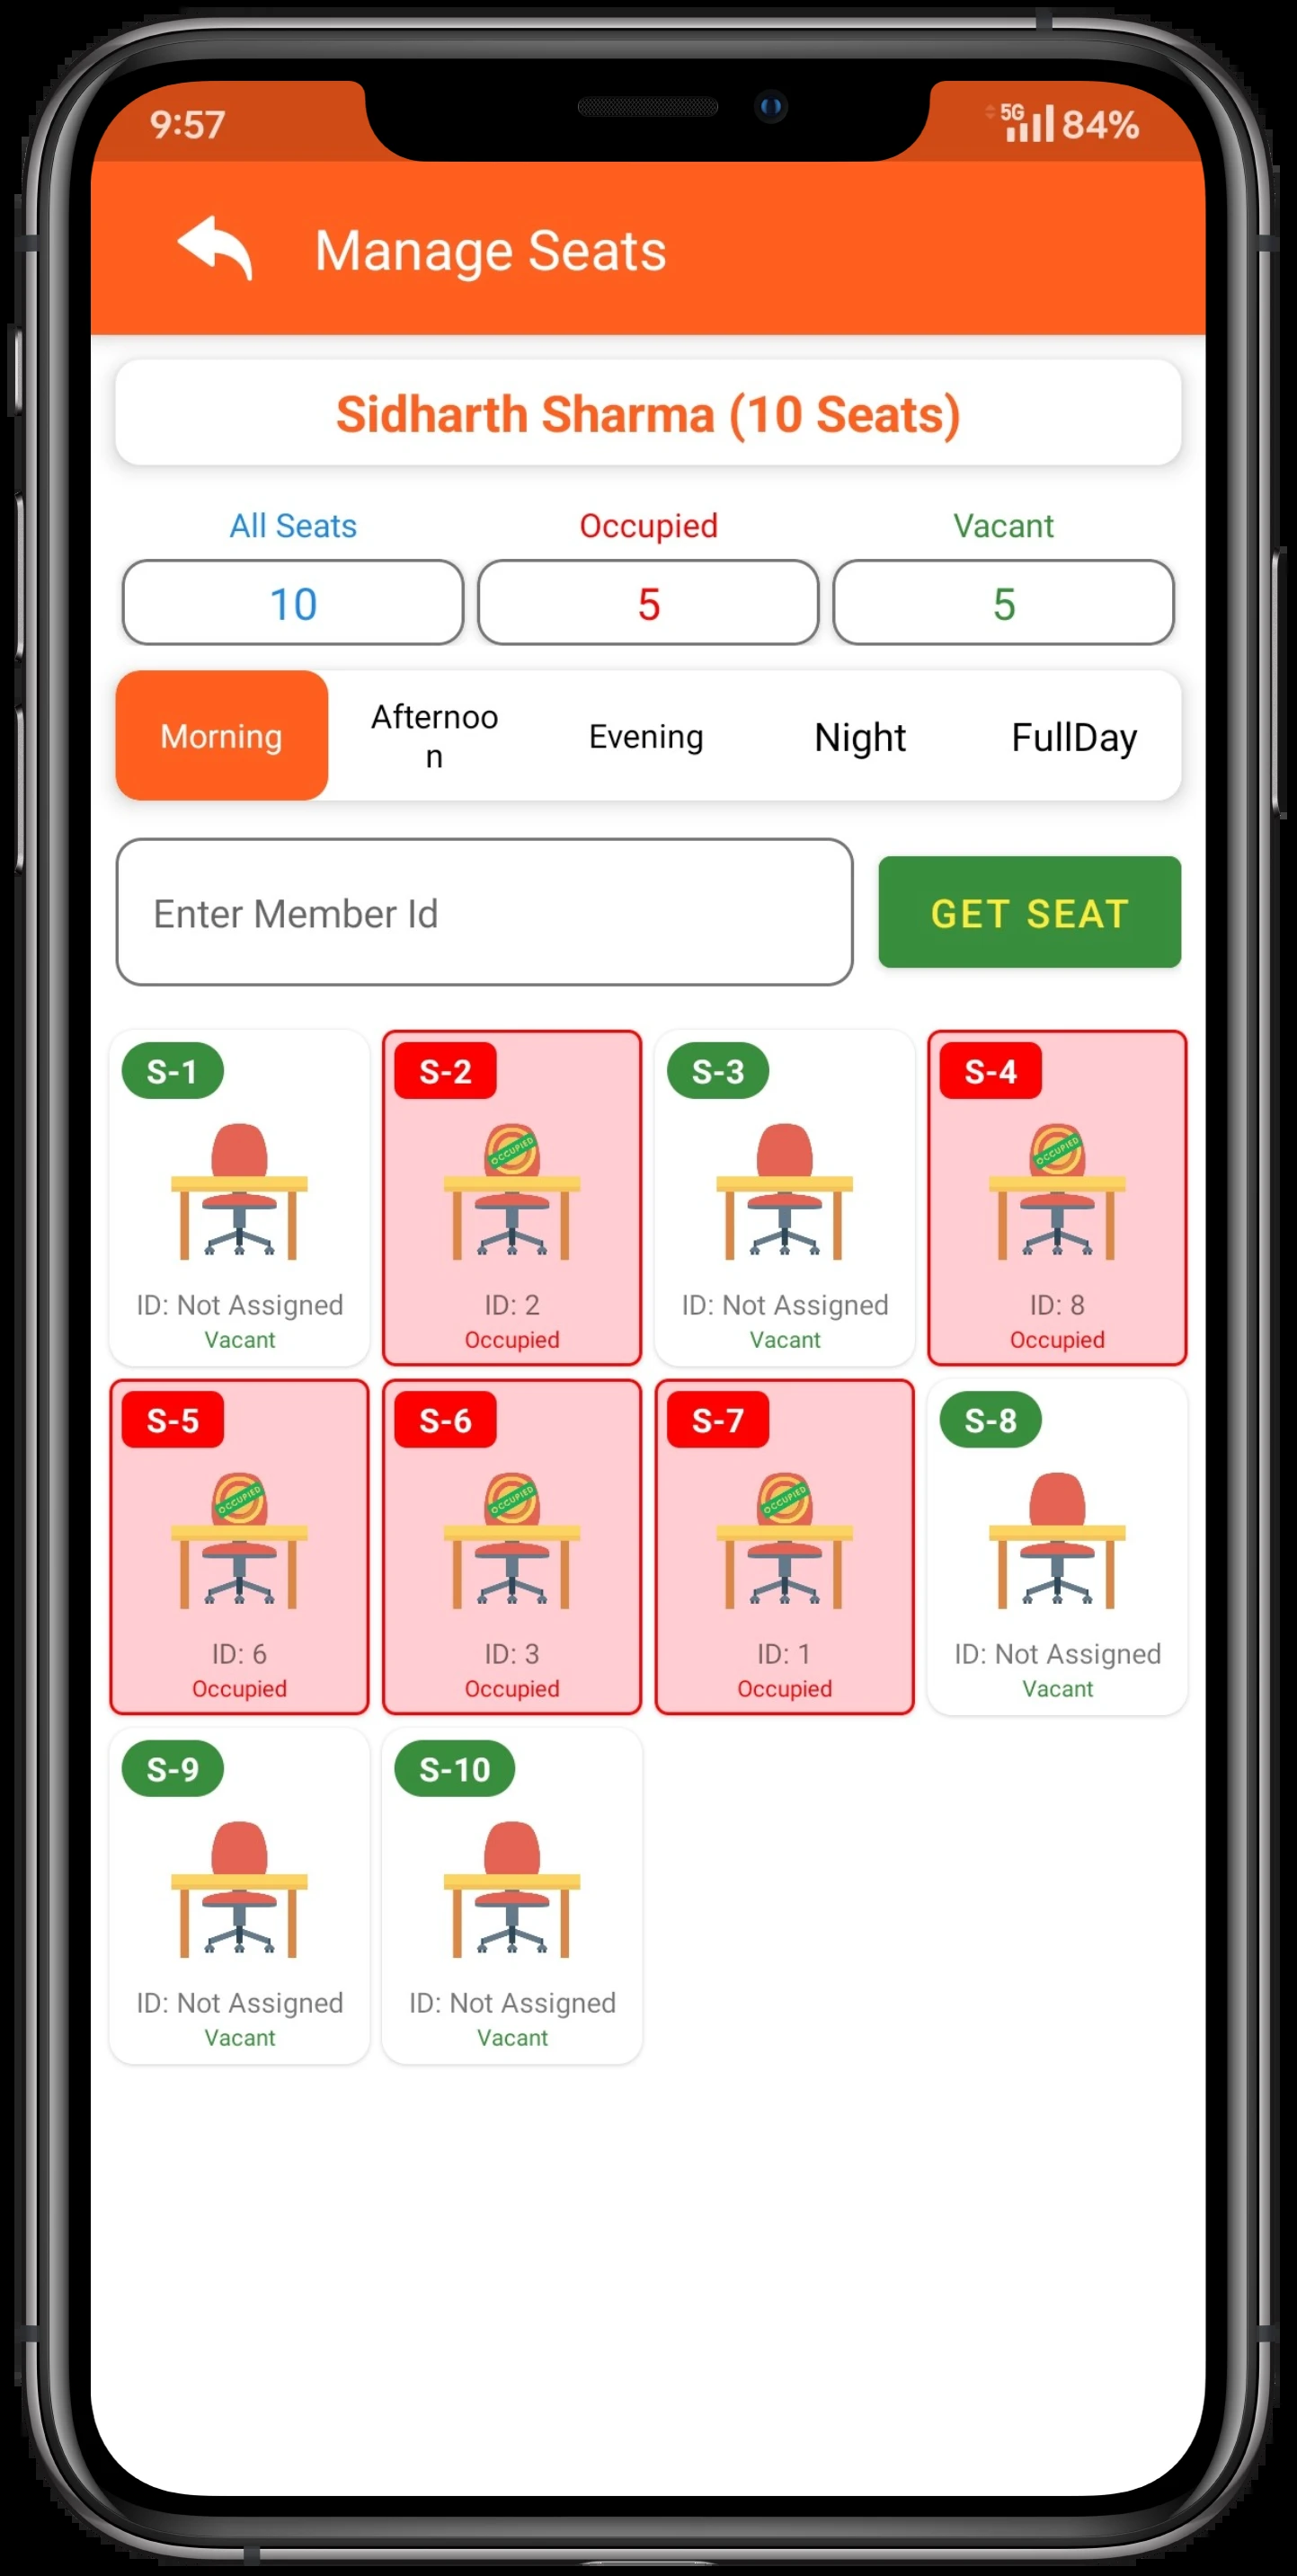 9:57
5G 84%
Manage Seats
Sidharth Sharma (10 Seats)
All Seats Occupied Vacant
10 5 5
Morning Afternoo
n Evening Night FullDay
Enter Member Id GET SEAT
S-1 S-2 S-3 S-4
OCCUPIED OCCUPIED
ID: Not Assigned ID: 2 ID: Not Assigned ID: 8
Vacant Occupied Vacant Occupied
S-5 S-6 S-7 S-8
OCCUPIED OCCUPIED OCCUPIED
ID: 6 ID: 3 ID: 1 ID: Not Assigned
Occupied Occupied Occupied Vacant
S-9 S-10
ID: Not Assigned ID: Not Assigned
Vacant Vacant